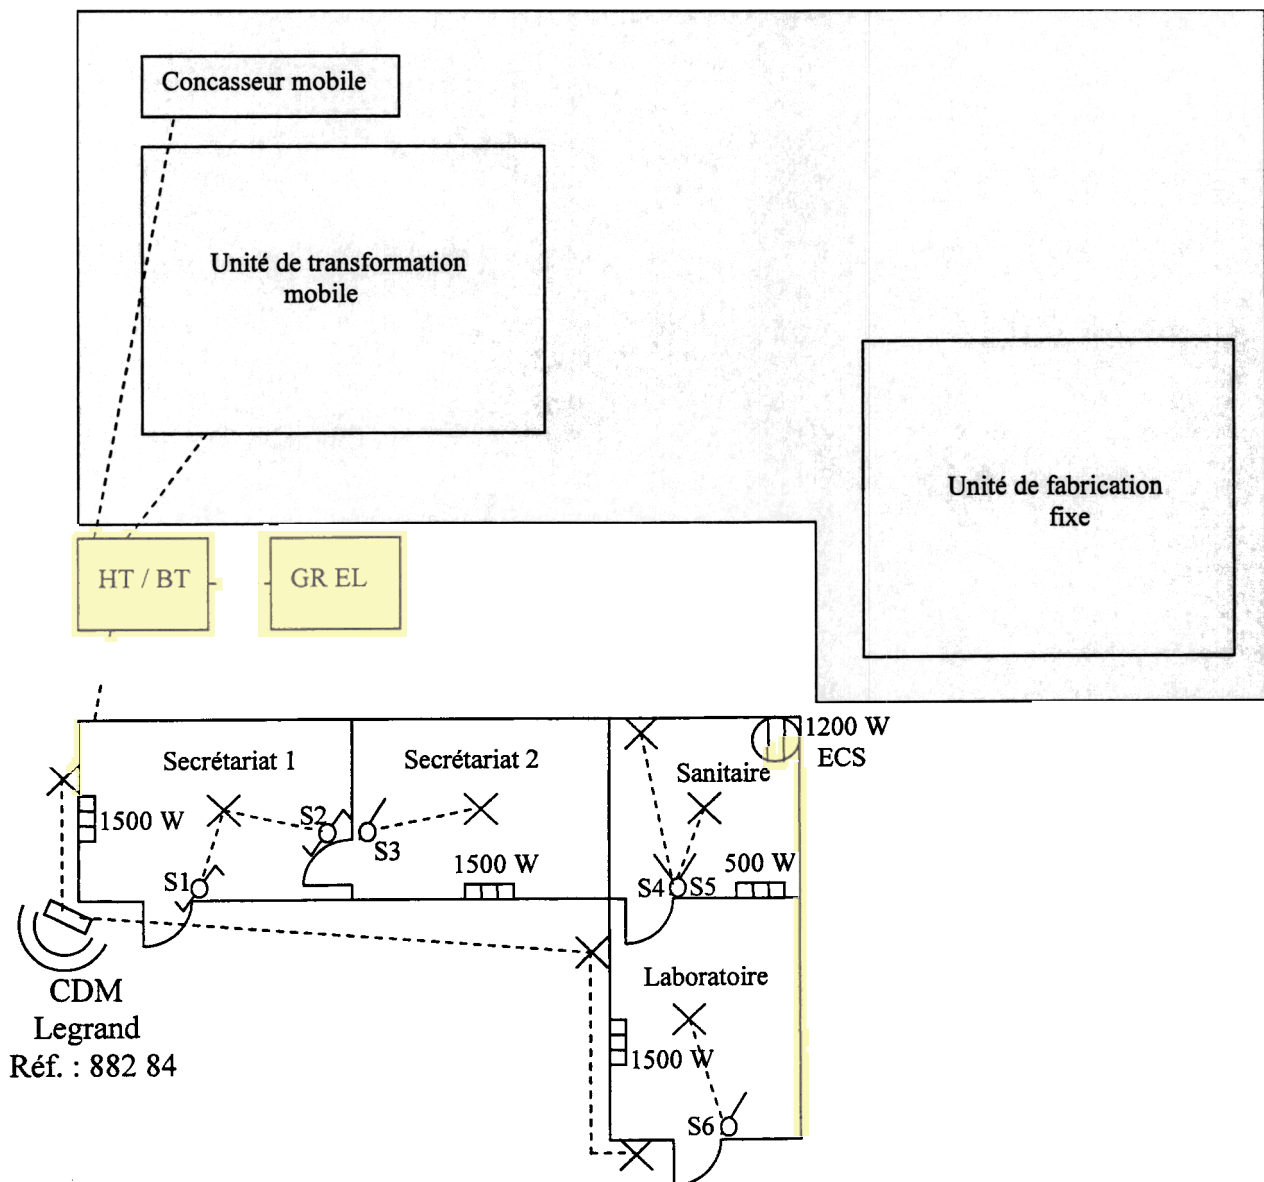 Concasseur mobile
Unité de transformation
mobile
Unité de fabrication
fixe
HT / BT
GR EL
1200 W
ECS
Secrétariat 1
Secrétariat 2
Sanitaire
1500 W
S2
S3
1500 W
500 W
S1
S4
S5
CDM
Legrand
Réf. : 882 84
Laboratoire
1500 W
S6